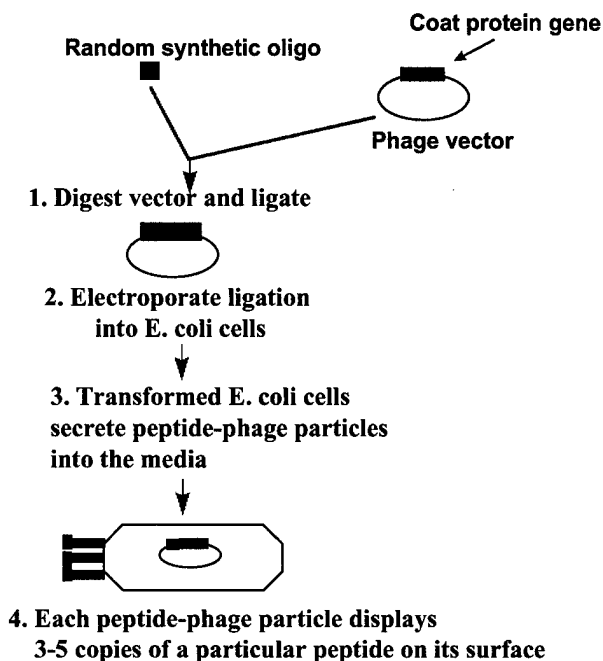 Coat protein gene
Random synthetic oligo
Phage vector
1. Digest vector and ligate
2. Electroporate ligation
into E. coli cells
3. Transformed E. coli cells
secrete peptide-phage particles
into the media
4. Each peptide-phage particle displays
3-5 copies of a particular peptide on its surface